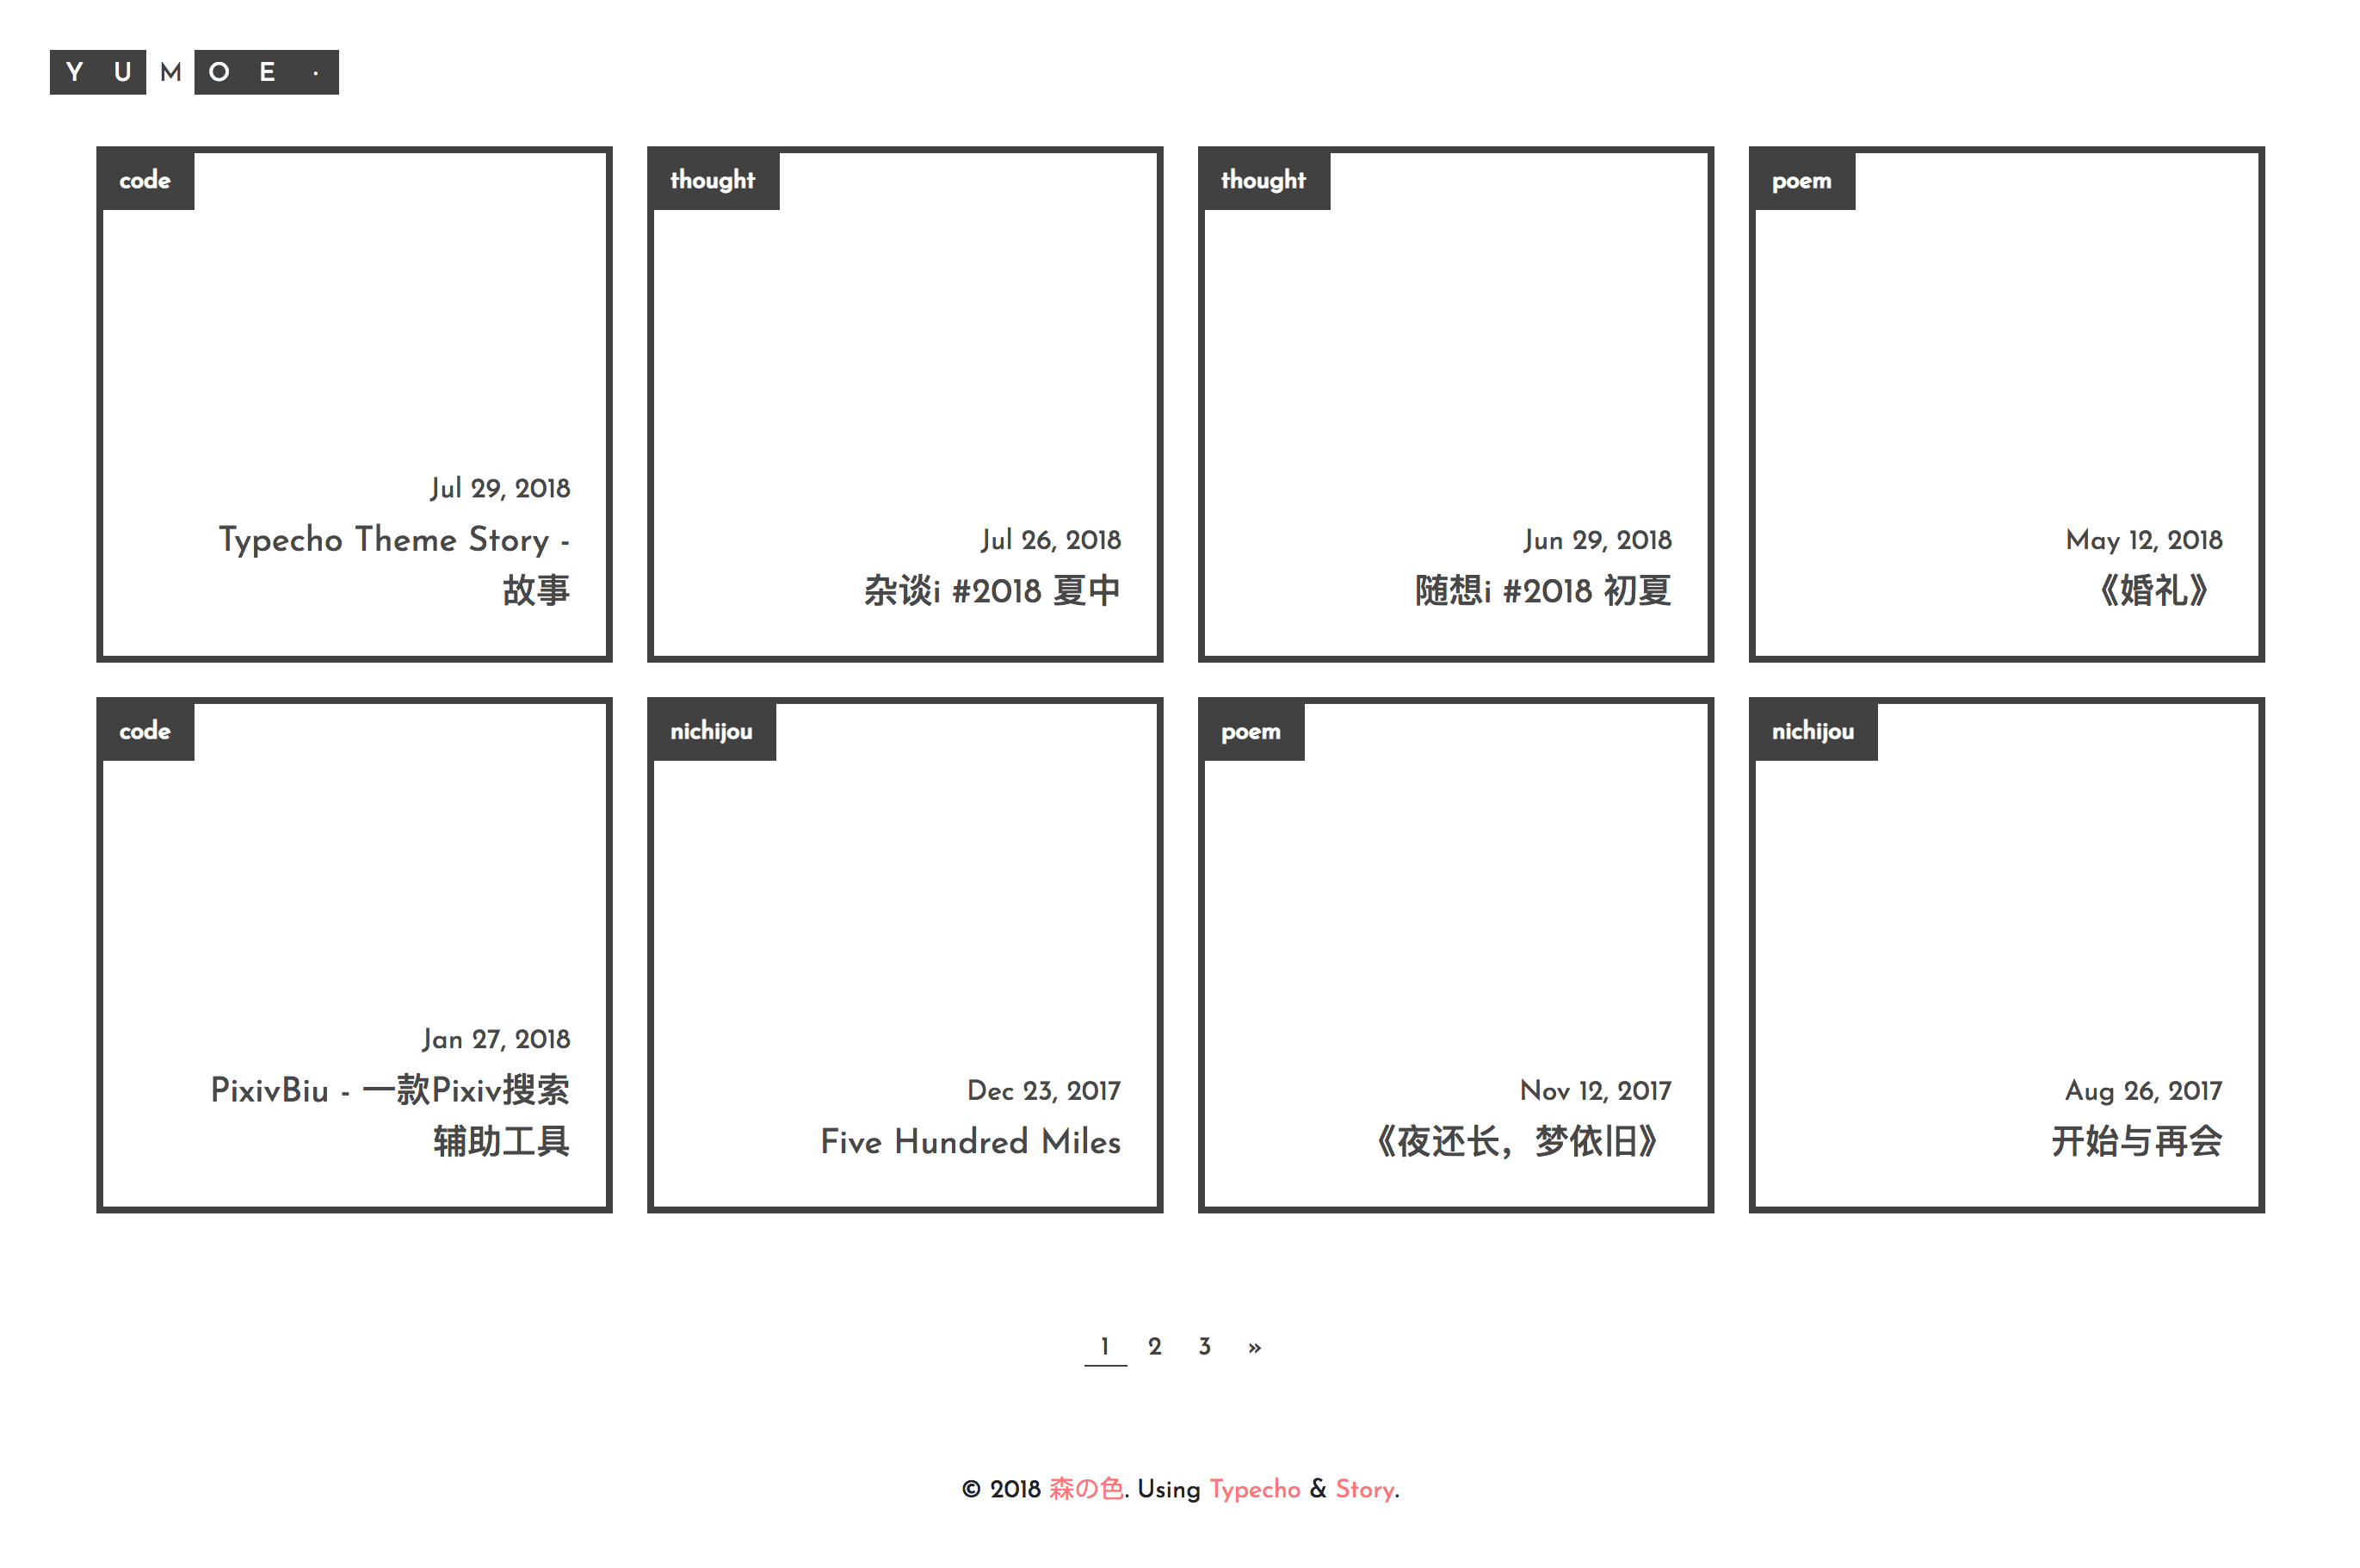 Y U M O E ·
code
Jul 29, 2018
Typecho Theme Story -
故事
thought
Jul 26, 2018
杂谈i #2018 夏中
thought
Jun 29, 2018
随想i #2018 初夏
poem
May 12, 2018
《婚礼》
code
Jan 27, 2018
PixivBiu - 一款Pixiv搜索
辅助工具
nichijou
Dec 23, 2017
Five Hundred Miles
poem
Nov 12, 2017
《夜还长，梦依旧》
nichijou
Aug 26, 2017
开始与再会
1 2 3 »
© 2018 森の色. Using Typecho & Story.